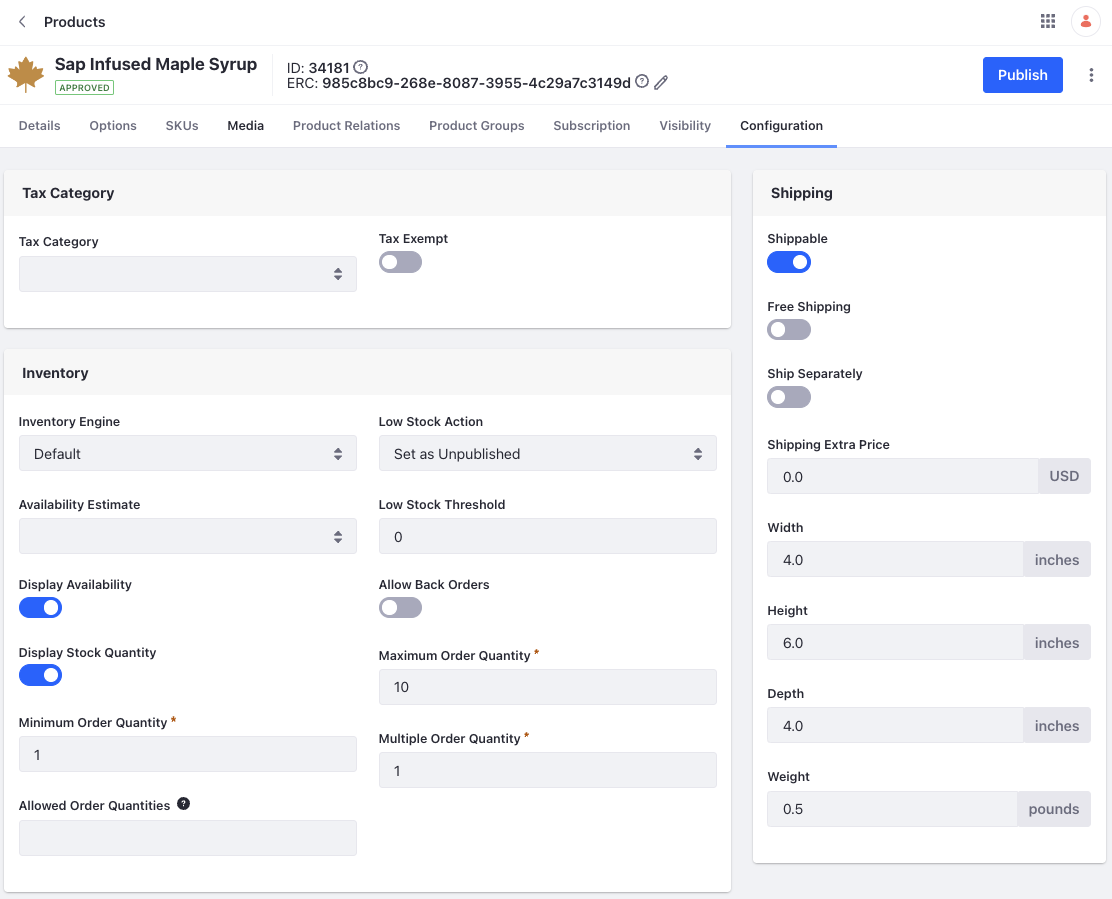 Products
Sap Infused Maple Syrup
APPROVED
ID: 34181 ?
ERC: 985c8bc9-268e-8087-3955-4c29a7c3149d ?
Publish
Details Options SKUs Media Product Relations Product Groups Subscription Visibility Configuration
Tax Category
Tax Category
Tax Exempt
Inventory
Inventory Engine
Default
Low Stock Action
Set as Unpublished
Availability Estimate
Low Stock Threshold
0
Display Availability
Allow Back Orders
Display Stock Quantity
Maximum Order Quantity *
10
Minimum Order Quantity *
1
Multiple Order Quantity *
1
Allowed Order Quantities ?
Shipping
Shippable
Free Shipping
Ship Separately
Shipping Extra Price
0.0 USD
Width
4.0 inches
Height
6.0 inches
Depth
4.0 inches
Weight
0.5 pounds